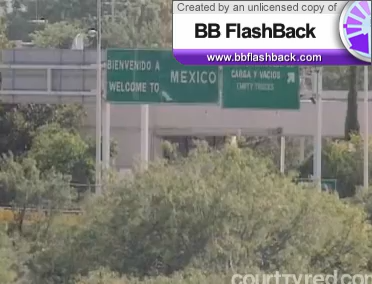 Created by an unlicensed copy of
BB FlashBack
www.bbflashback.com
BIENVENIDO A
WELCOME TO
MEXICO
CARGA Y VACIOS
EMPTY TRUCKS
courttvred.com